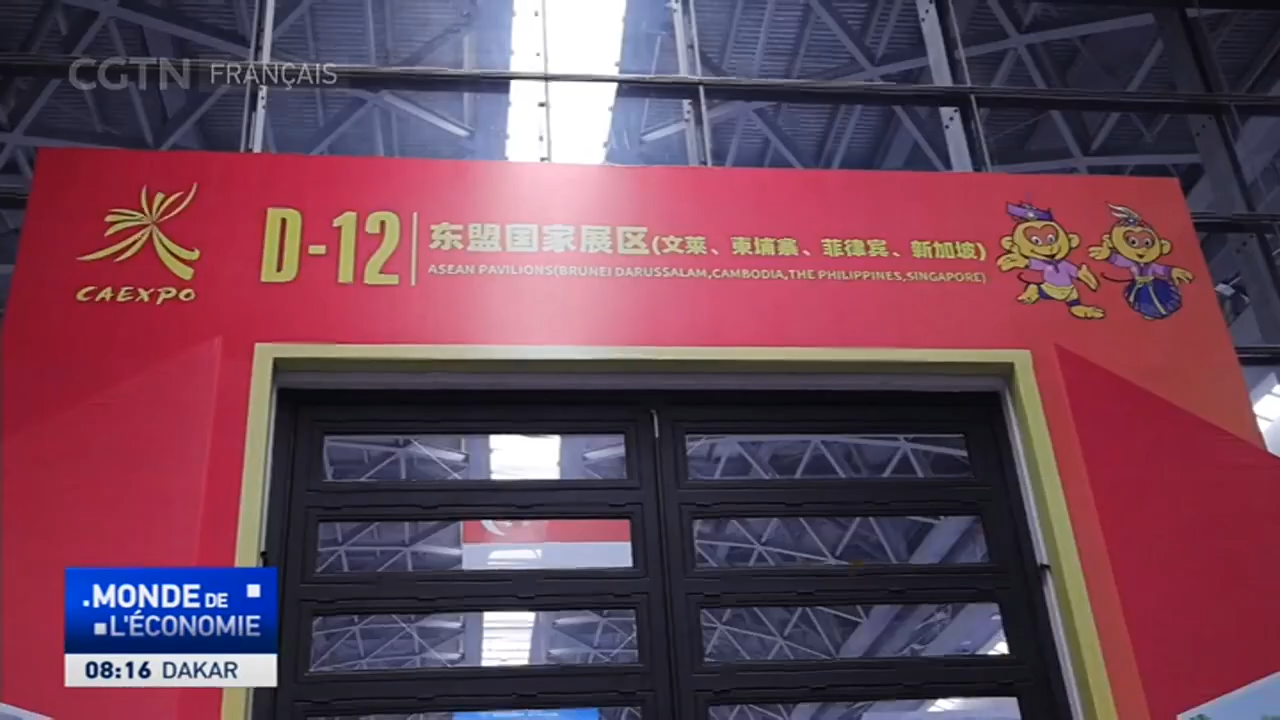 CGTN FRANÇAIS
CAEXPO
D-12
东盟国家展区(文莱、柬埔寨、菲律宾、新加坡)
ASEAN PAVILIONS(BRUNEI DARUSSALAM,CAMBODIA,THE PHILIPPINES,SINGAPORE)
.MONDE DE
L'ÉCONOMIE
08:16 DAKAR